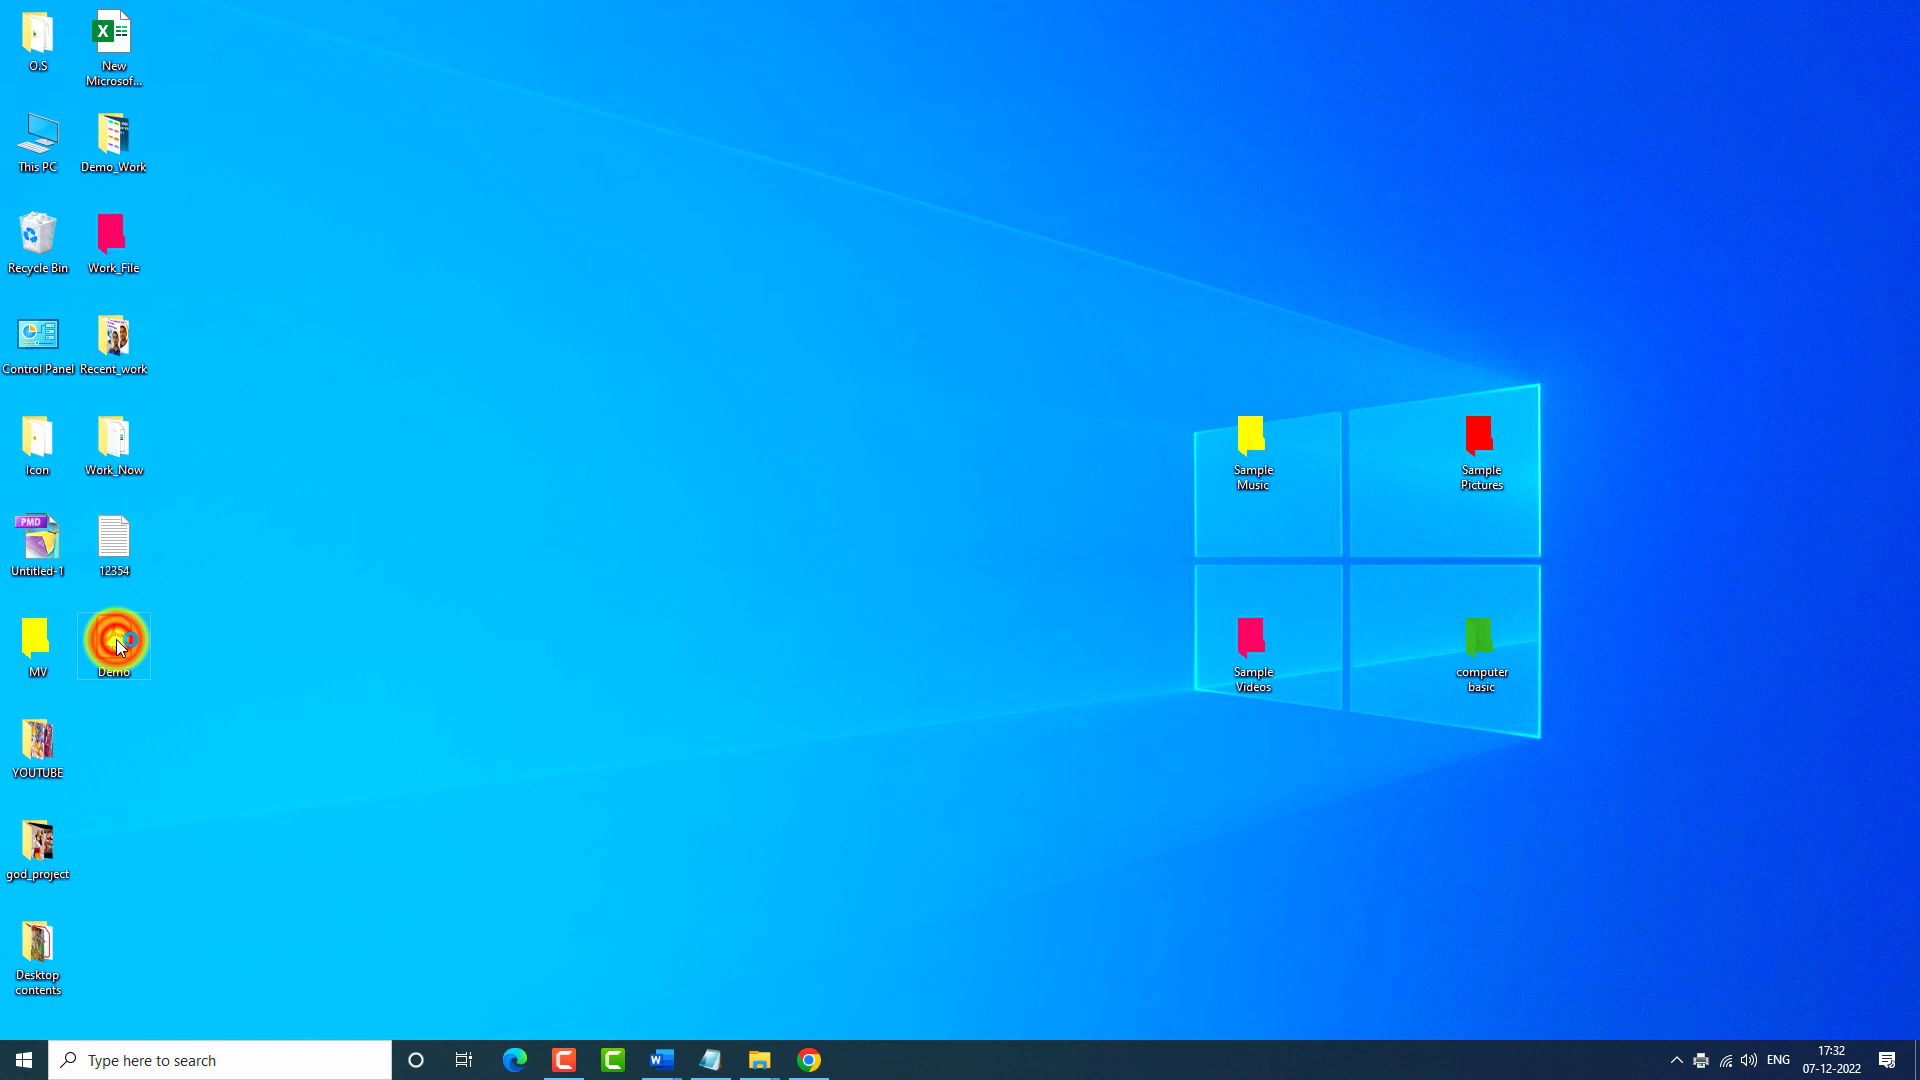 O.S
New
Microsof...
This PC
Demo_Work
Recycle Bin
Work_File
Control Panel
Recent_work
Icon
Work_Now
PMD
Untitled-1
12354
MV
Demo
YOUTUBE
god_project
Desktop
contents
Sample
Music
Sample
Pictures
Sample
Videos
computer
basic
Type here to search
ENG
17:32
07-12-2022